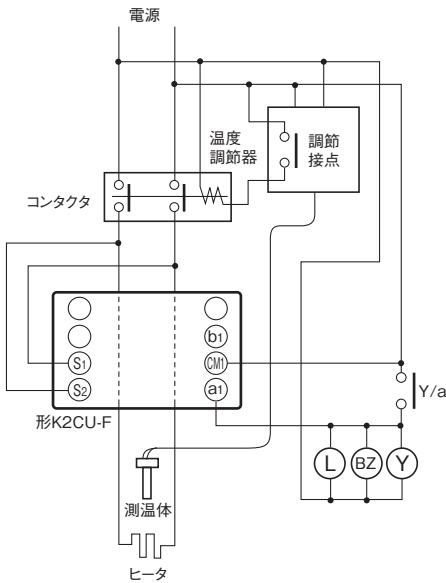 電源
温度
調節器
調節
接点
コンタクタ
b1
S1
CM1
S2
a1
Y/a
形K2CU-F
L
BZ
Y
測温体
ヒータ